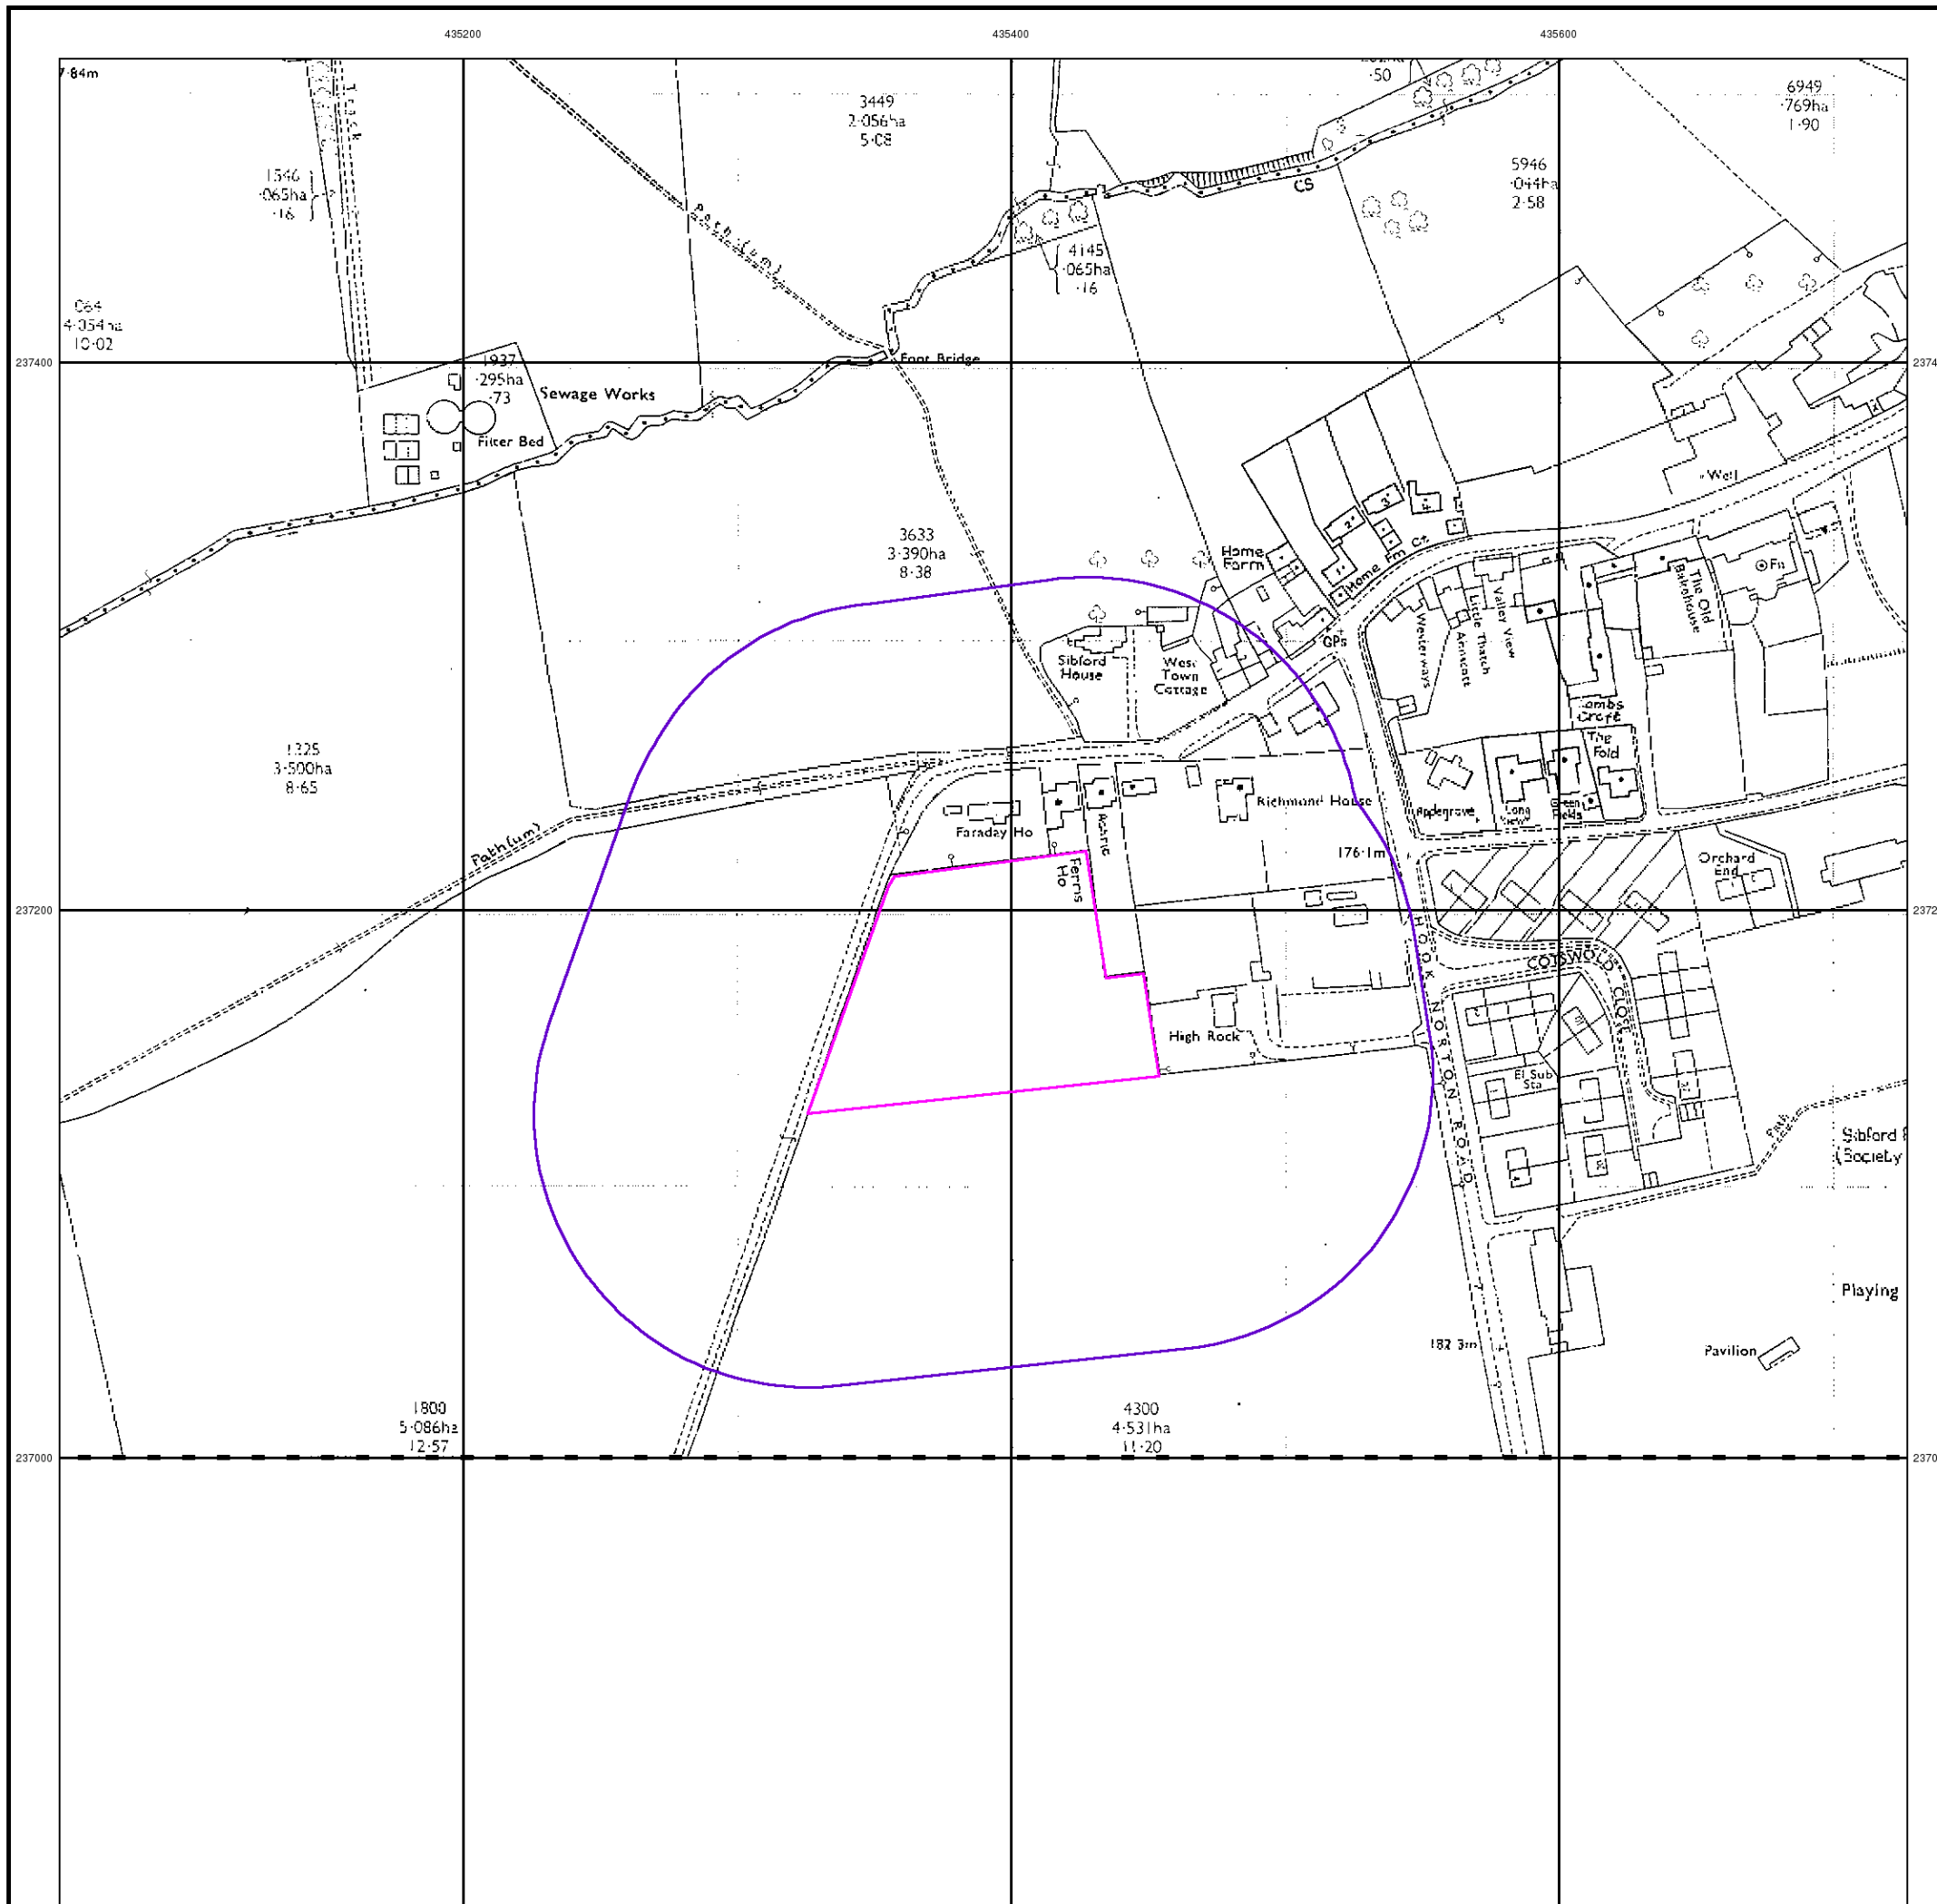 435200
435400
435600
7·84m
Track
1546
·065ha
·16
3449
2·056ha
5·08
·50
6949
·769ha
1·90
5946
2·58
CS
Path (um)
4145
·065ha
·16
064
4·054ha
10·02
237400
1937
·295ha
·73
Sewage Works
Filter Bed
Foot Bridge
Well
3633
3·390ha
8·38
Home
Farm
Home Fm Ct
1
2
3
4
GPs
Sibford
House
West
Town
Cottage
Westerways
Arnscott
Little Thatch
Valley View
The Old
Bakehouse
Fn
1325
3·500ha
8·65
Path (um)
Faraday Ho
Ferris
Ho
Richmond House
The
Fold
Long
View
Green
Fields
176·1m
Orchard
End
237200
HOOK NORTON ROAD
COTSWOLD CLOSE
High Rock
El Sub
Sta
Path
Sibford
(Society
Playing
182·3m
Pavilion
1800
5·086ha
12·57
4300
4·531ha
11·20
237000